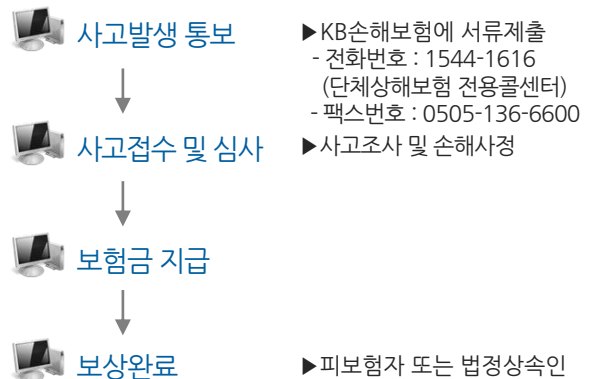 사고발생 통보
▶KB손해보험에 서류제출
- 전화번호 : 1544-1616
(단체상해보험 전용콜센터)
- 팩스번호 : 0505-136-6600
사고접수 및 심사
▶사고조사 및 손해사정
보험금 지급
보상완료
▶피보험자 또는 법정상속인